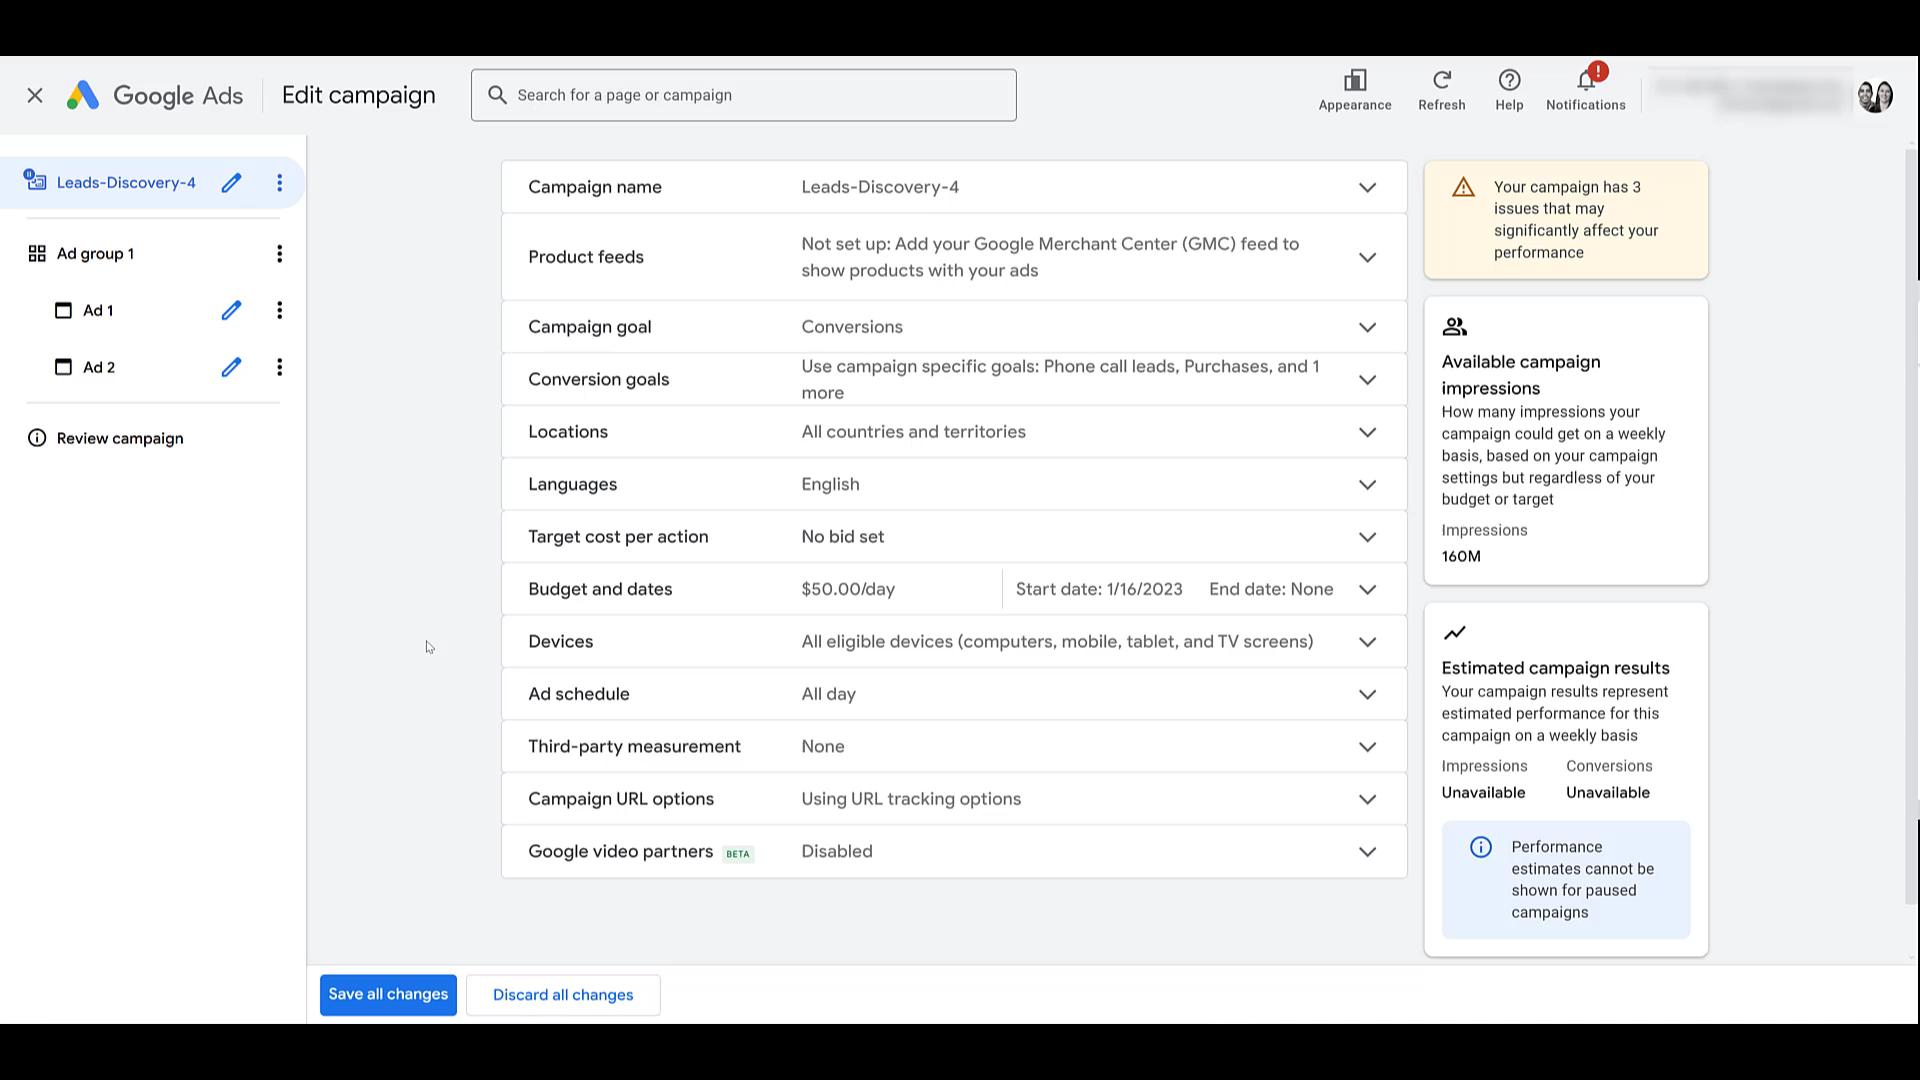 Google Ads
Edit campaign
Search for a page or campaign
Appearance
Refresh
Help
!
Notifications
Leads-Discovery-4
Ad group 1
Ad 1
Ad 2
Review campaign
Campaign name
Leads-Discovery-4
Product feeds
Not set up: Add your Google Merchant Center (GMC) feed to
show products with your ads
Campaign goal
Conversions
Conversion goals
Use campaign specific goals: Phone call leads, Purchases, and 1
more
Locations
All countries and territories
Languages
English
Target cost per action
No bid set
Budget and dates
$50.00/day
Start date: 1/16/2023
End date: None
Devices
All eligible devices (computers, mobile, tablet, and TV screens)
Ad schedule
All day
Third-party measurement
None
Campaign URL options
Using URL tracking options
Google video partners BETA
Disabled
Your campaign has 3
issues that may
significantly affect your
performance
Available campaign
impressions
How many impressions your
campaign could get on a weekly
basis, based on your campaign
settings but regardless of your
budget or target
Impressions
160M
Estimated campaign results
Your campaign results represent
estimated performance for this
campaign on a weekly basis
Impressions
Conversions
Unavailable
Unavailable
Performance
estimates cannot be
shown for paused
campaigns
Save all changes
Discard all changes